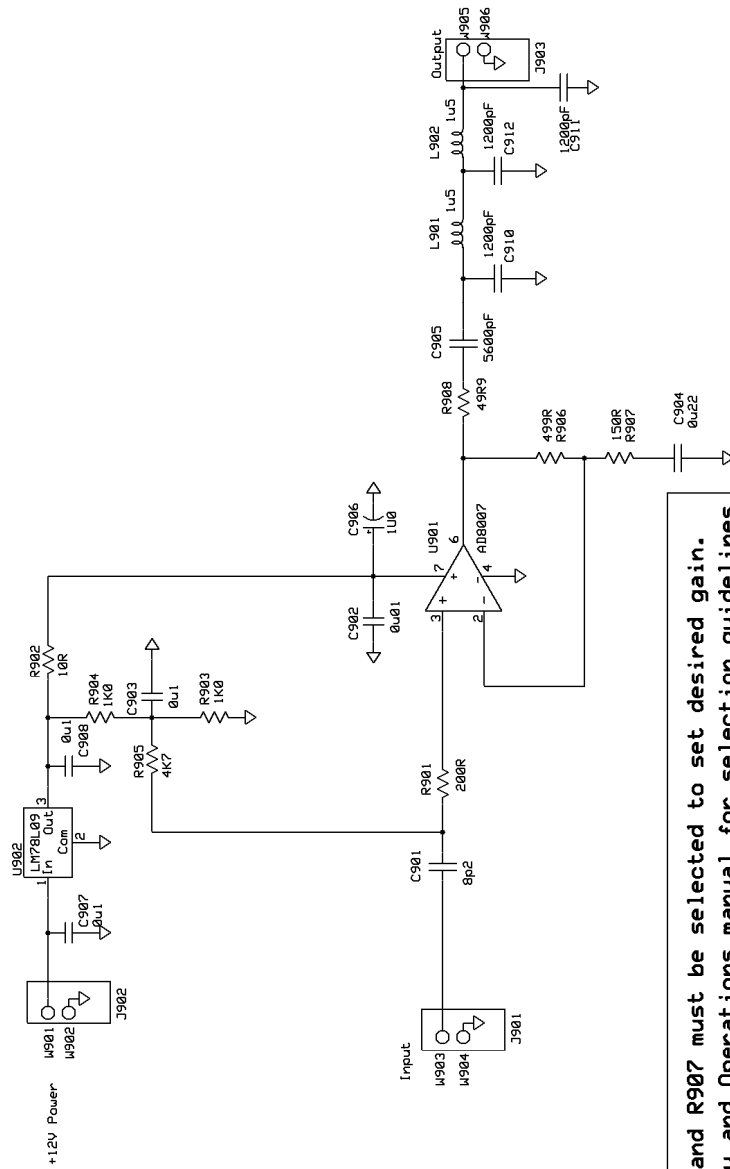 +12V Power
W901
W902
J902
C907
0u1
U902
LM78L09
In
Out
Com
1
3
2
0u1
C908
R902
10R
R904
1K0
C903
0u1
R903
1K0
R905
4K7
Input
W903
W904
J901
C901
8p2
R901
200R
C902
0u01
C906
1U0
U901
AD8007
3
2
7
6
4
+
-
+
-
+
R908
49R9
499R
R906
150R
R907
C904
0u22
C905
5600pF
L901
1u5
1200pF
C910
L902
1u5
1200pF
C912
1200pF
C911
Output
W905
W906
J903
and R907 must be selected to set desired gain.
and Operations manual for selection guidelines